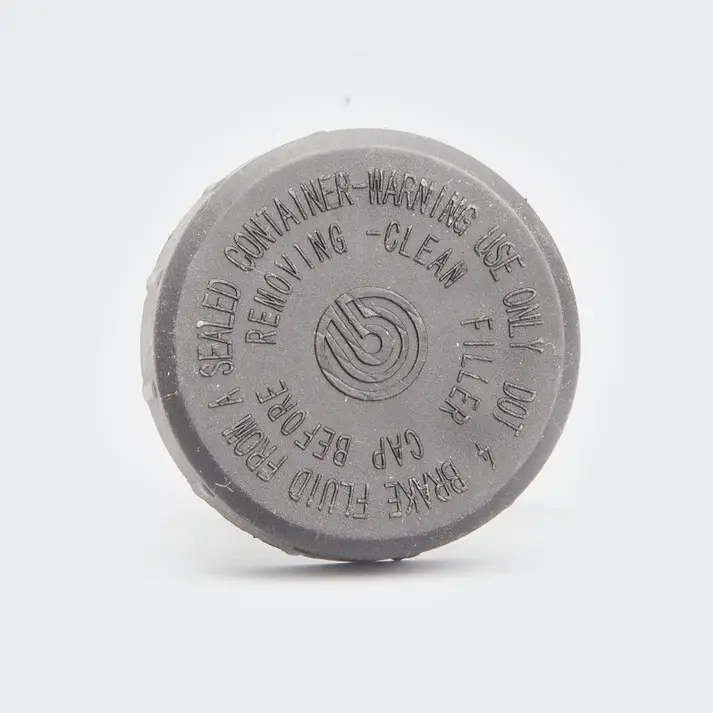 WARNING USE ONLY DOT 4 BRAKE FLUID FROM A SEALED CONTAINER-
-CLEAN FILLER CAP BEFORE REMOVING